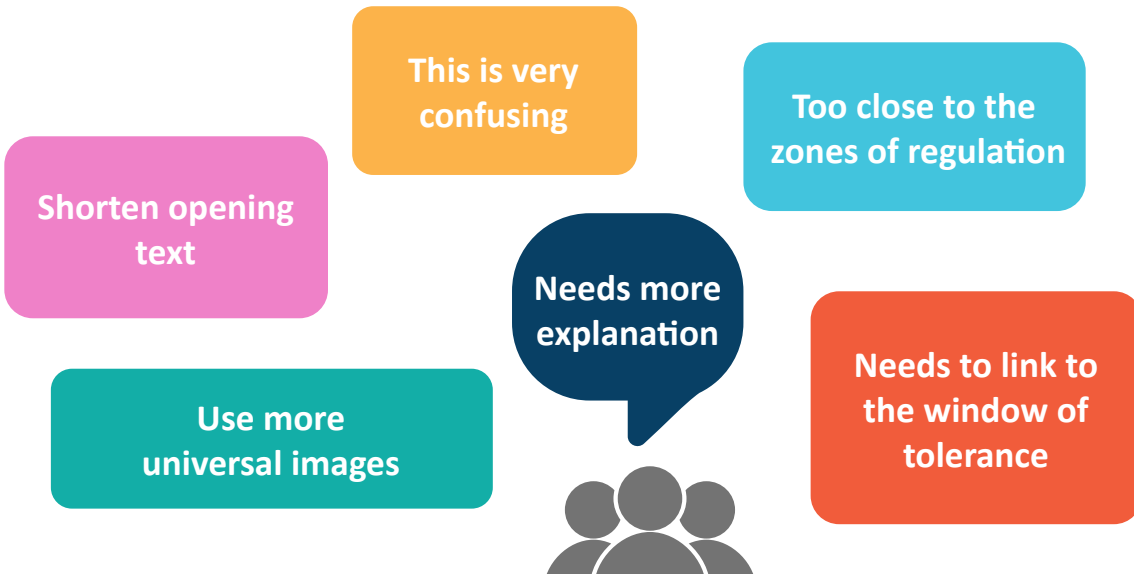 This is very
confusing
Too close to the
zones of regulation
Shorten opening
text
Needs more
explanation
Needs to link to
the window of
tolerance
Use more
universal images